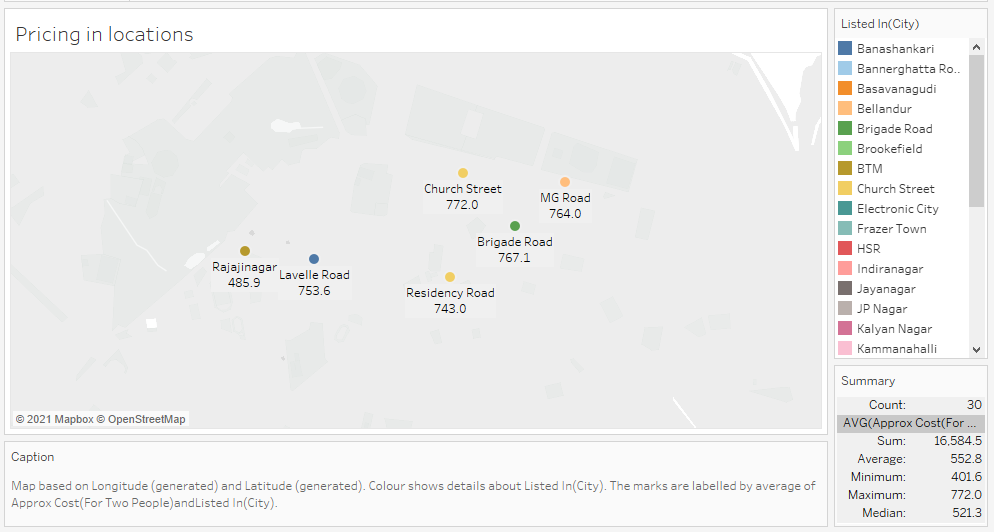 Pricing in locations
Church Street
772.0
MG Road
764.0
Brigade Road
767.1
Rajajinagar
485.9
Lavelle Road
753.6
Residency Road
743.0
© 2021 Mapbox © OpenStreetMap
Caption
Map based on Longitude (generated) and Latitude (generated). Colour shows details about Listed In(City). The marks are labelled by average of
Approx Cost(For Two People)andListed In(City).
Listed In(City)
Banashankari
Bannerghatta Ro..
Basavanagudi
Bellandur
Brigade Road
Brookefield
BTM
Church Street
Electronic City
Frazer Town
HSR
Indiranagar
Jayanagar
JP Nagar
Kalyan Nagar
Kammanahalli
Summary
Count: 30
AVG(Approx Cost(For ...
Sum: 16,584.5
Average: 552.8
Minimum: 401.6
Maximum: 772.0
Median: 521.3